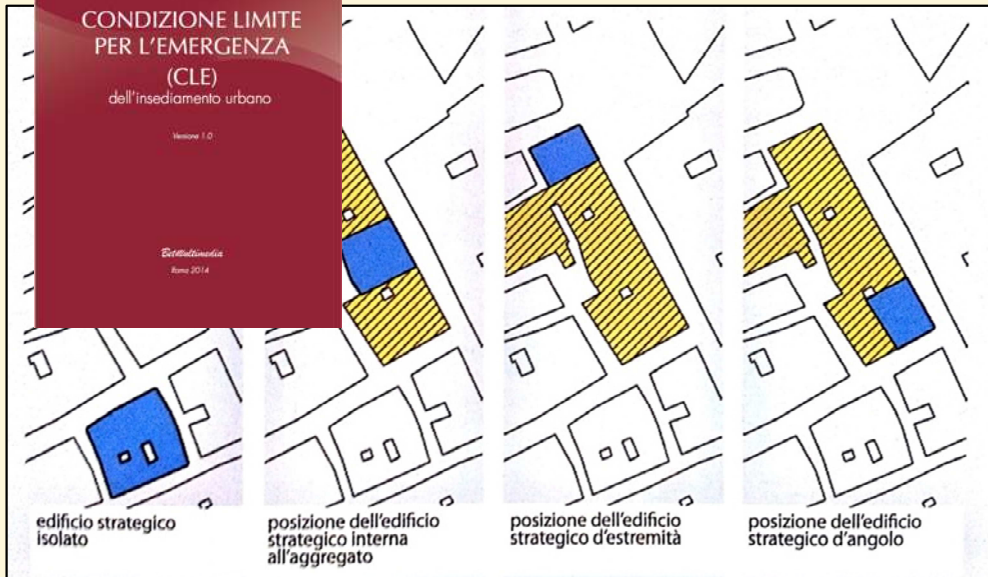 CONDIZIONE LIMITE
PER L'EMERGENZA
(CLE)
dell'insediamento urbano
Versione 1.0
BetaMultimedia
Roma 2014
edificio strategico
isolato
posizione dell'edificio
strategico interna
all'aggregato
posizione dell'edificio
strategico d'estremità
posizione dell'edificio
strategico d'angolo